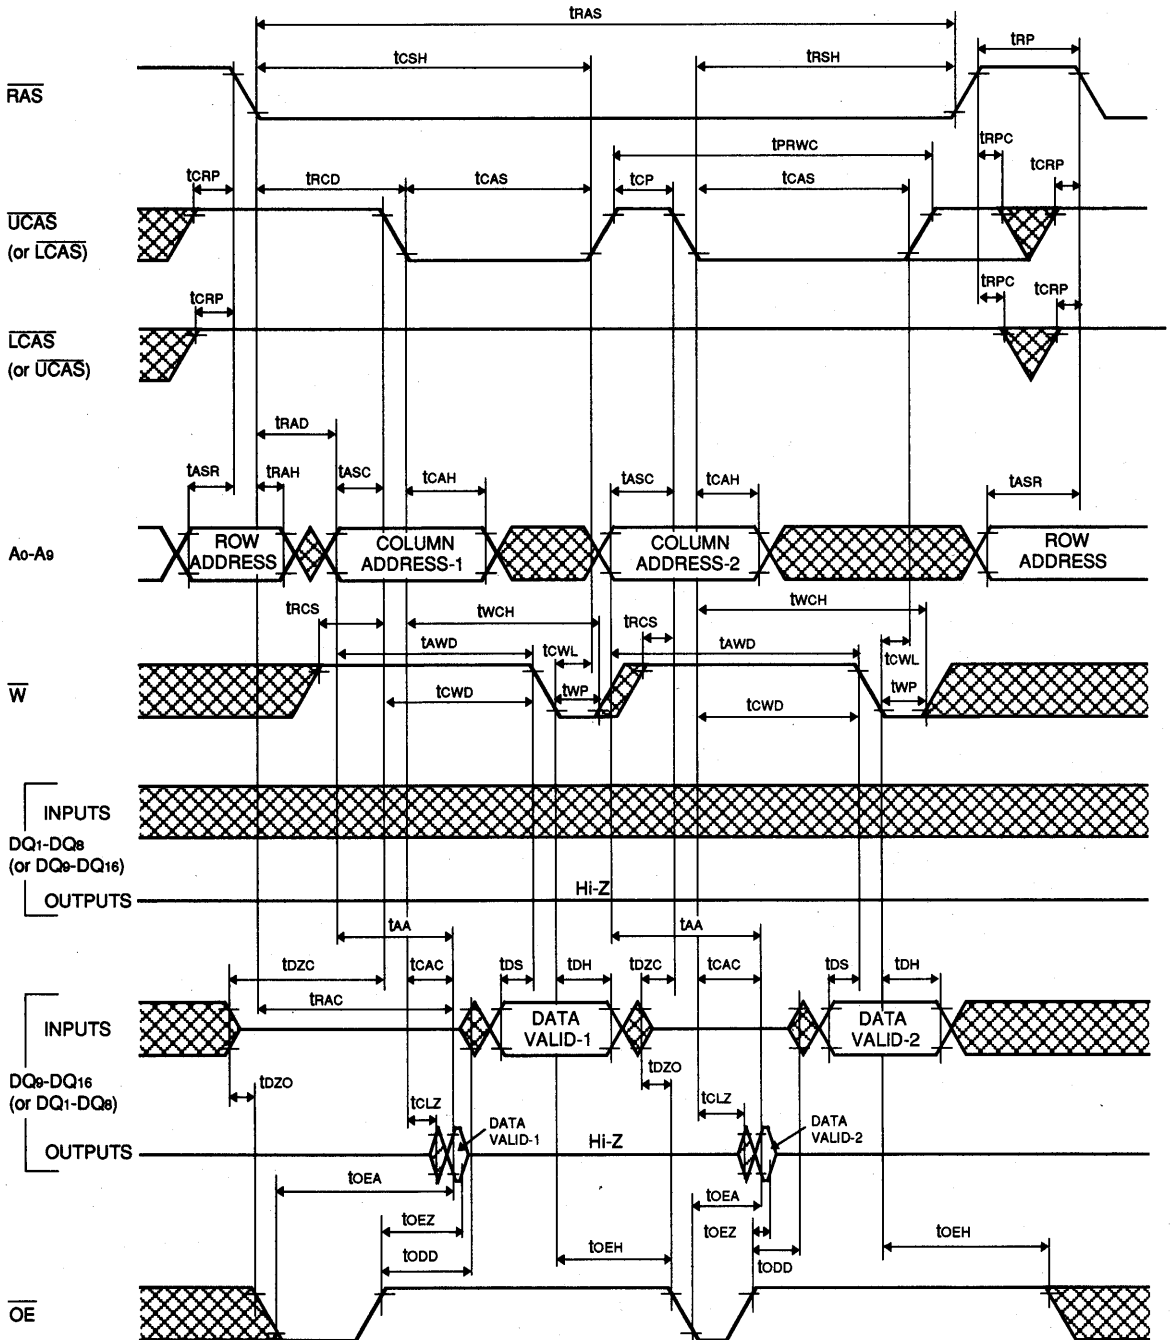 tRAS
tCSH
tRSH
tRP
RAS
tPRWC
tRPC
tCRP
tCRP
tRCD
tCAS
tCP
tCAS
UCAS
(or LCAS)
tCRP
tRPC
tCRP
LCAS
(or UCAS)
tRAD
tASR
tRAH
tASC
tCAH
tASC
tCAH
tASR
A0-A9
ROW
ADDRESS
COLUMN
ADDRESS-1
COLUMN
ADDRESS-2
ROW
ADDRESS
tRCS
tWCH
tRCS
tWCH
tAWD
tCWL
tAWD
tCWL
W
tCWD
tWP
tCWD
tWP
INPUTS
DQ1-DQ8
(or DQ9-DQ16)
OUTPUTS
Hi-Z
tAA
tAA
tDZC
tCAC
tDS
tDH
tDZC
tCAC
tDS
tDH
tRAC
INPUTS
DATA
VALID-1
DATA
VALID-2
DQ9-DQ16
(or DQ1-DQ8)
tDZO
tDZO
tCLZ
tCLZ
OUTPUTS
DATA
VALID-1
Hi-Z
DATA
VALID-2
tOEA
tOEA
tOEZ
tOEZ
tODD
tOEH
tODD
tOEH
OE